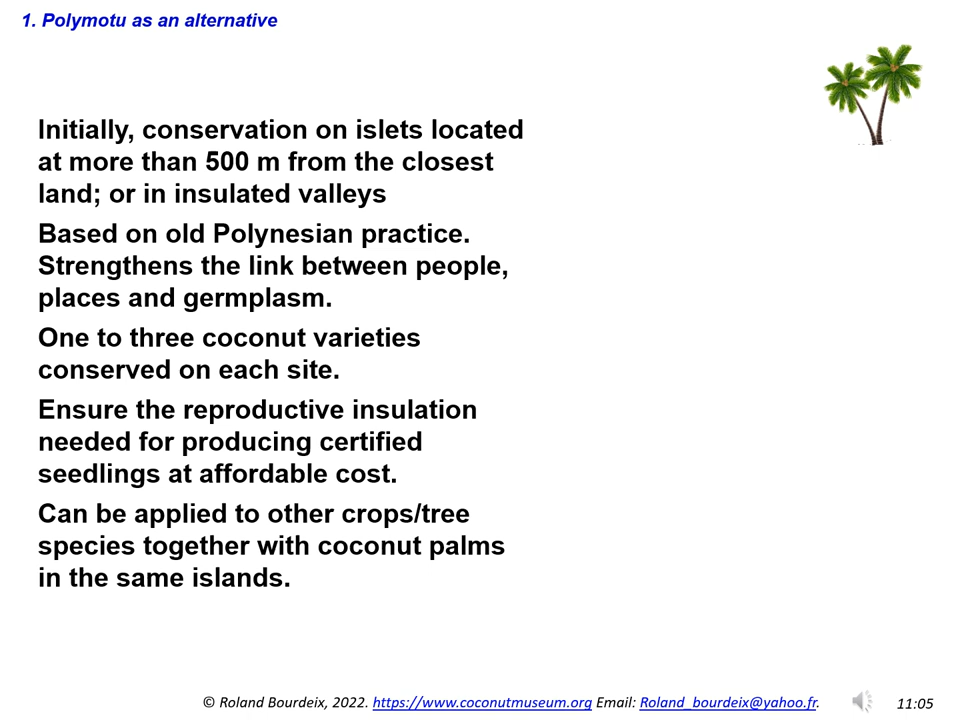 1. Polymotu as an alternative
Initially, conservation on islets located
at more than 500 m from the closest
land; or in insulated valleys
Based on old Polynesian practice.
Strengthens the link between people,
places and germplasm.
One to three coconut varieties
conserved on each site.
Ensure the reproductive insulation
needed for producing certified
seedlings at affordable cost.
Can be applied to other crops/tree
species together with coconut palms
in the same islands.
© Roland Bourdeix, 2022. https://www.coconutmuseum.org Email: Roland_bourdeix@yahoo.fr.
11:05